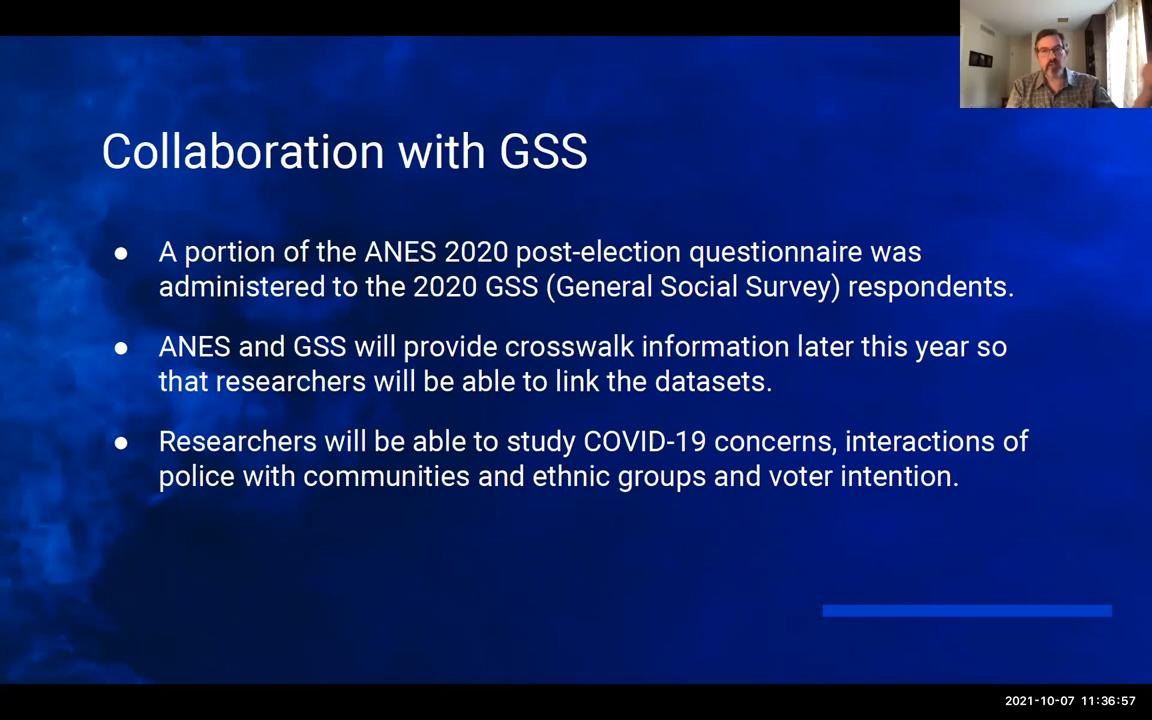 Collaboration with GSS
● A portion of the ANES 2020 post-election questionnaire was
administered to the 2020 GSS (General Social Survey) respondents.
● ANES and GSS will provide crosswalk information later this year so
that researchers will be able to link the datasets.
● Researchers will be able to study COVID-19 concerns, interactions of
police with communities and ethnic groups and voter intention.
2021-10-07 11:36:57